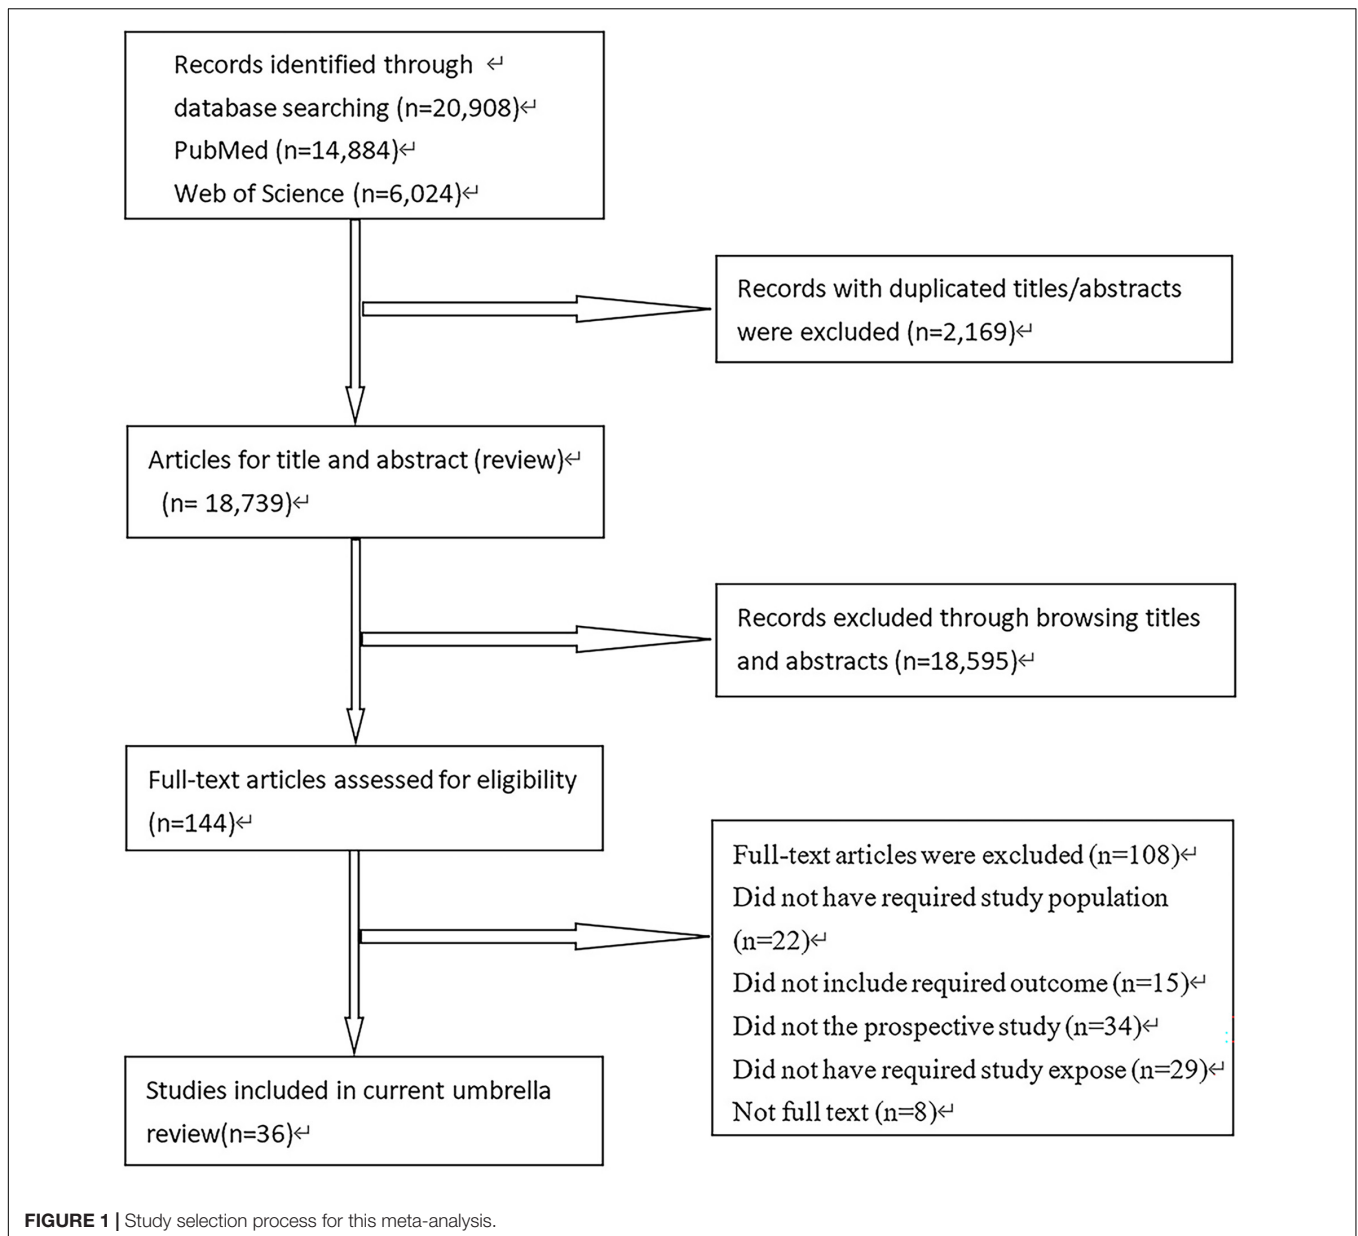 Records identified through ↵
database searching (n=20,908)↵
PubMed (n=14,884)↵
Web of Science (n=6,024)↵
Records with duplicated titles/abstracts
were excluded (n=2,169)↵
Articles for title and abstract (review)↵
(n= 18,739)↵
Records excluded through browsing titles
and abstracts (n=18,595)↵
Full-text articles assessed for eligibility
(n=144)↵
Full-text articles were excluded (n=108)↵
Did not have required study population
(n=22)↵
Did not include required outcome (n=15)↵
Did not the prospective study (n=34)↵
Did not have required study expose (n=29)↵
Not full text (n=8)↵
Studies included in current umbrella
review(n=36)↵
FIGURE 1 | Study selection process for this meta-analysis.